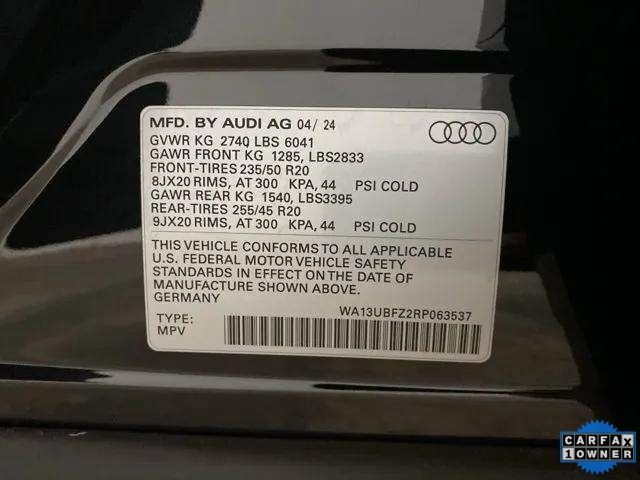 MFD. BY AUDI AG 04/ 24
GVWR KG 2740 LBS 6041
GAWR FRONT KG 1285, LBS2833
FRONT-TIRES 235/50 R20
8JX20 RIMS, AT 300 KPA, 44 PSI COLD
GAWR REAR KG 1540, LBS3395
REAR-TIRES 255/45 R20
9JX20 RIMS, AT 300 KPA, 44 PSI COLD
THIS VEHICLE CONFORMS TO ALL APPLICABLE
U.S. FEDERAL MOTOR VEHICLE SAFETY
STANDARDS IN EFFECT ON THE DATE OF
MANUFACTURE SHOWN ABOVE.
GERMANY
WA13UBFZ2RP063537
TYPE:
MPV
CARFAX
1 OWNER